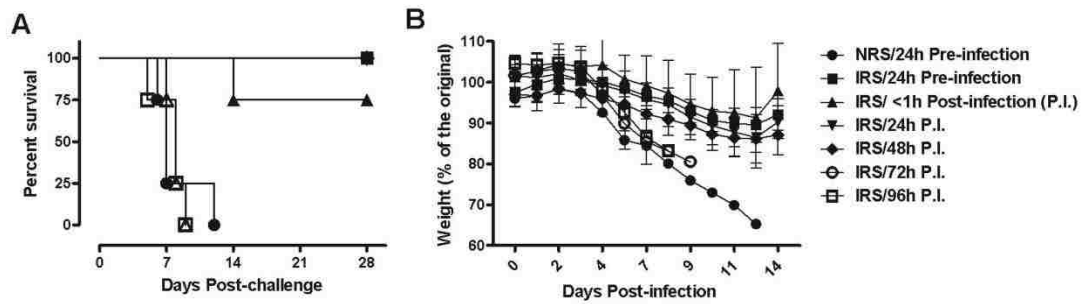 A
Percent survival
100
75
50
25
0
0 7 14 21 28
Days Post-challenge
B
Weight (% of the original)
110
100
90
80
70
60
0 2 4 7 9 11 14
Days Post-infection
NRS/24h Pre-infection
IRS/24h Pre-infection
IRS/ <1h Post-infection (P.I.)
IRS/24h P.I.
IRS/48h P.I.
IRS/72h P.I.
IRS/96h P.I.